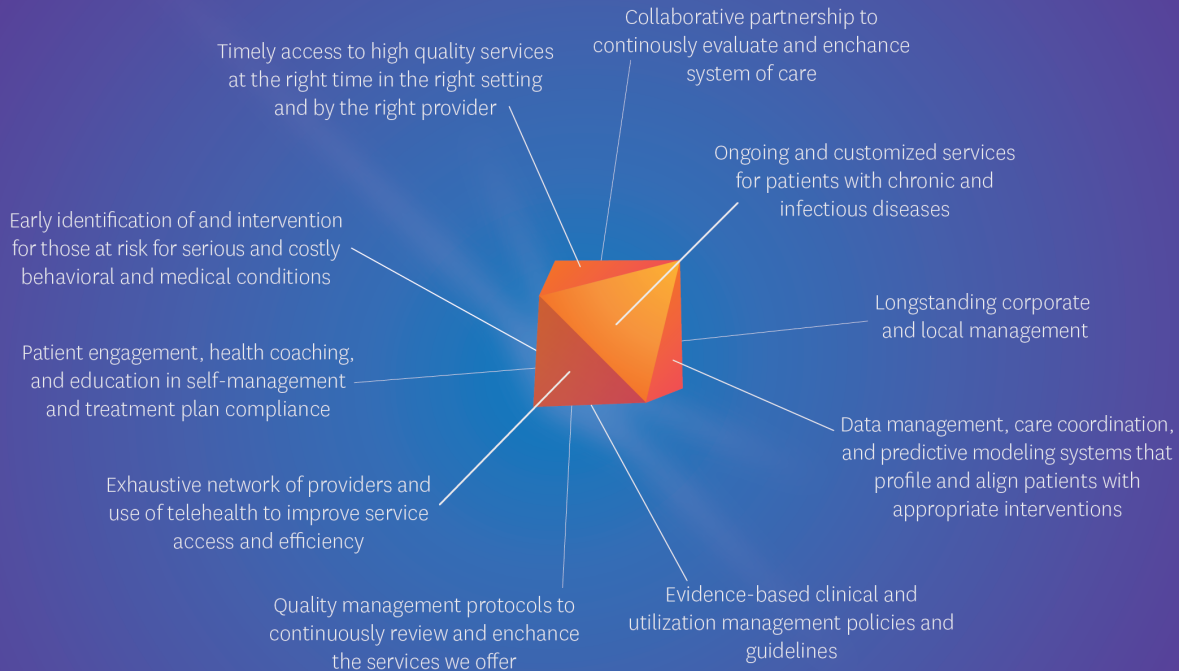 Collaborative partnership to
continously evaluate and enchance
system of care
Timely access to high quality services
at the right time in the right setting
and by the right provider
Ongoing and customized services
for patients with chronic and
infectious diseases
Early identification of and intervention
for those at risk for serious and costly
behavioral and medical conditions
Longstanding corporate
and local management
Patient engagement, health coaching,
and education in self-management
and treatment plan compliance
Data management, care coordination,
and predictive modeling systems that
profile and align patients with
appropriate interventions
Exhaustive network of providers and
use of telehealth to improve service
access and efficiency
Evidence-based clinical and
utilization management policies and
guidelines
Quality management protocols to
continuously review and enchance
the services we offer